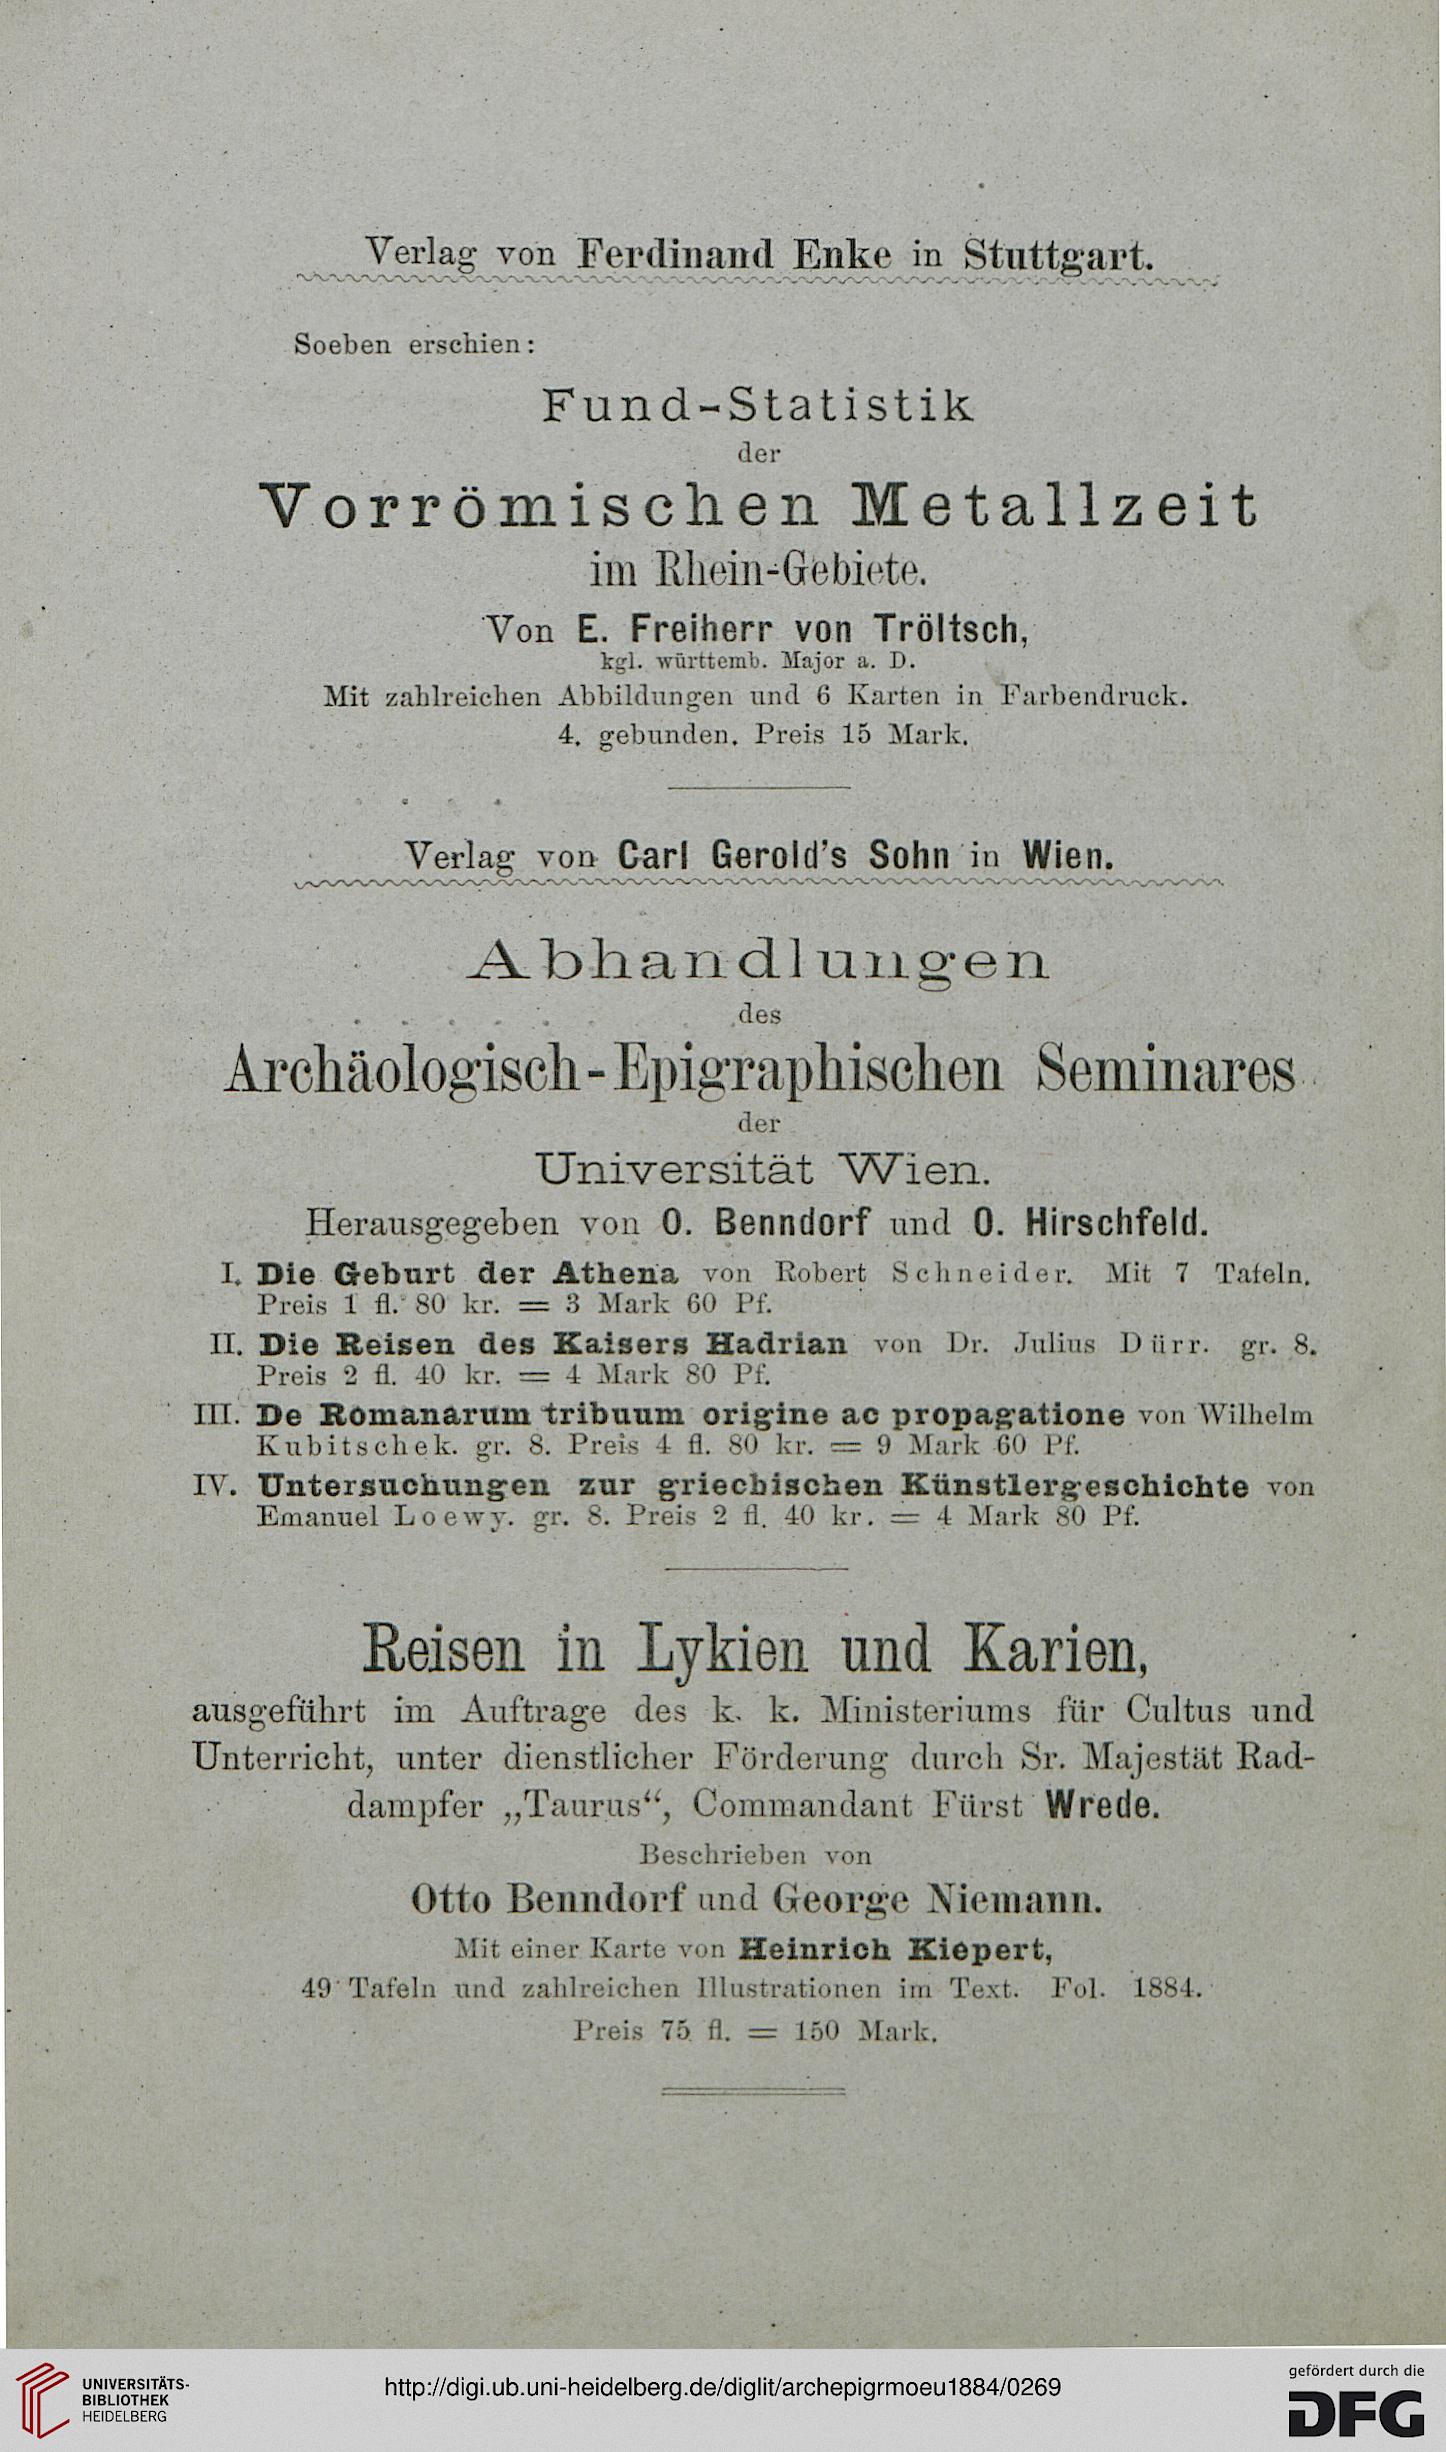 Verlag von Ferdinand Enke in Stuttgart.
Soeben erschien:
Fund-Statistik
der
Vorrömischen Metallzeit
im Rhein-Gebiete.
Von E. Freiherr von Tröltsch,
kgl. württemb. Major a. D.
Mit zahlreichen Abbildungen und 6 Karten in Farbendruck.
4. gebunden. Preis 15 Mark.
Verlag von Carl Gerold's Sohn in Wien.
Abhandlungen
des
Archäologisch-Epigraphischen Seminares
der
Universität Wien.
Herausgegeben von O. Benndorf und O. Hirschfeld.
I. Die Geburt der Athena von Robert Schneider. Mit 7 Tafeln.
Preis 1 fl. 80 kr. = 3 Mark 60 Pf.
II. Die Reisen des Kaisers Hadrian von Dr. Julius Dürr. gr. 8.
Preis 2 fl. 40 kr. = 4 Mark 80 Pf.
III. De Romanarum tribuum origine ac propagatione von Wilhelm
Kubitschek. gr. 8. Preis 4 fl. 80 kr. = 9 Mark 60 Pf.
IV. Untersuchungen zur griechischen Künstlergeschichte von
Emanuel Loewy. gr. 8. Preis 2 fl. 40 kr. = 4 Mark 80 Pf.
Reisen in Lykien und Karien,
ausgeführt im Auftrage des k. k. Ministeriums für Cultus und
Unterricht, unter dienstlicher Förderung durch Sr. Majestät Rad-
dampfer „Taurus“, Commandant Fürst Wrede.
Beschrieben von
Otto Benndorf und George Niemann.
Mit einer Karte von Heinrich Kiepert,
49 Tafeln und zahlreichen Illustrationen im Text. Fol. 1884.
Preis 75 fl. = 150 Mark.
UNIVERSITÄTS-
BIBLIOTHEK
HEIDELBERG
http://digi.ub.uni-heidelberg.de/diglit/archepigrmoeu1884/0269
gefördert durch die
DFG